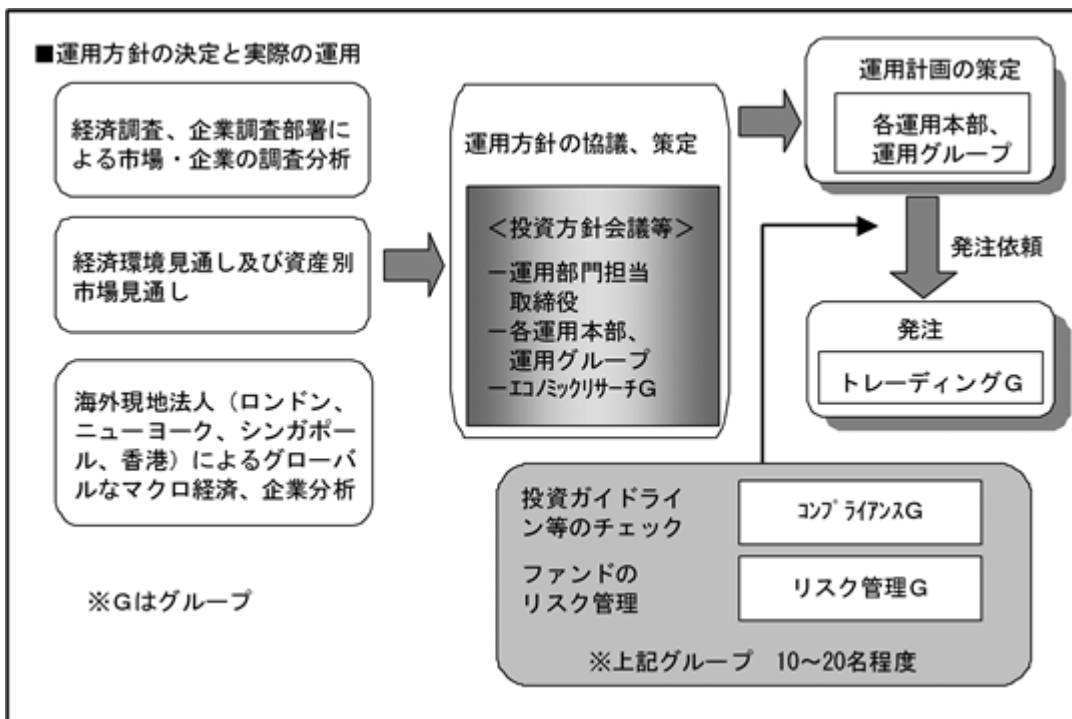 ■運用方針の決定と実際の運用
経済調査、企業調査部署に
よる市場・企業の調査分析
経済環境見通し及び資産別
市場見通し
海外現地法人（ロンドン、
ニューヨーク、シンガポー
ル、香港）によるグローバ
ルなマクロ経済、企業分析
※Gはグループ
運用方針の協議、策定
＜投資方針会議等＞
－運用部門担当
取締役
－各運用本部、
運用グループ
－ｴｺﾉﾐｯｸﾘｻｰﾁG
運用計画の策定
各運用本部、
運用グループ
発注依頼
発注
トレーディングG
投資ガイドライ
ン等のチェック
ｺﾝﾌﾟﾗｲｱﾝｽG
ファンドの
リスク管理
リスク管理G
※上記グループ　10～20名程度